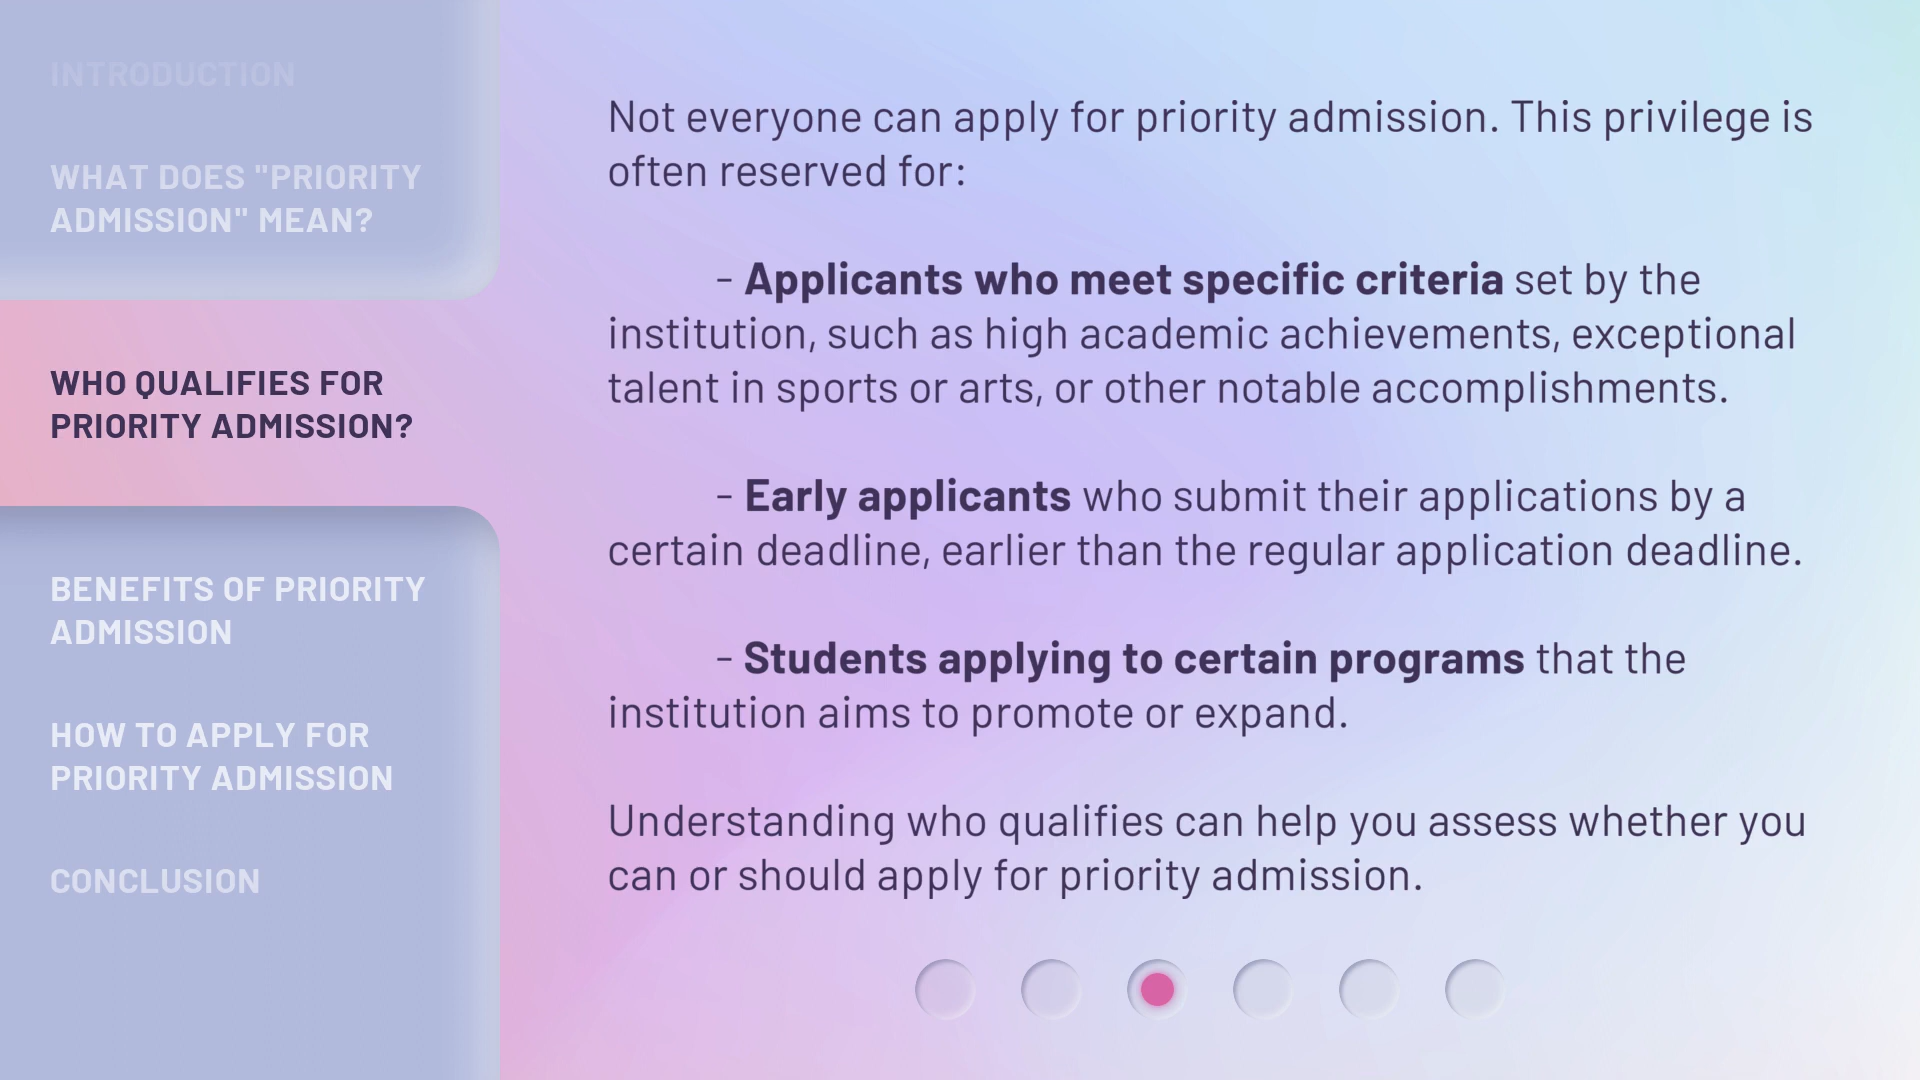 INTRODUCTION
WHAT DOES "PRIORITY
ADMISSION" MEAN?
WHO QUALIFIES FOR
PRIORITY ADMISSION?
BENEFITS OF PRIORITY
ADMISSION
HOW TO APPLY FOR
PRIORITY ADMISSION
CONCLUSION
Not everyone can apply for priority admission. This privilege is
often reserved for:
- Applicants who meet specific criteria set by the
institution, such as high academic achievements, exceptional
talent in sports or arts, or other notable accomplishments.
- Early applicants who submit their applications by a
certain deadline, earlier than the regular application deadline.
- Students applying to certain programs that the
institution aims to promote or expand.
Understanding who qualifies can help you assess whether you
can or should apply for priority admission.